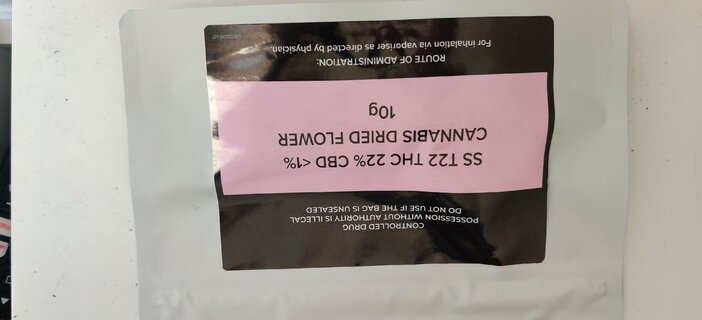 CONTROLLED DRUG
POSSESSION WITHOUT AUTHORITY IS ILLEGAL
DO NOT USE IF THE BAG IS UNSEALED
SS T22 THC 22% CBD <1%
CANNABIS DRIED FLOWER
10g
ROUTE OF ADMINISTRATION:
For inhalation via vaporiser as directed by physician.